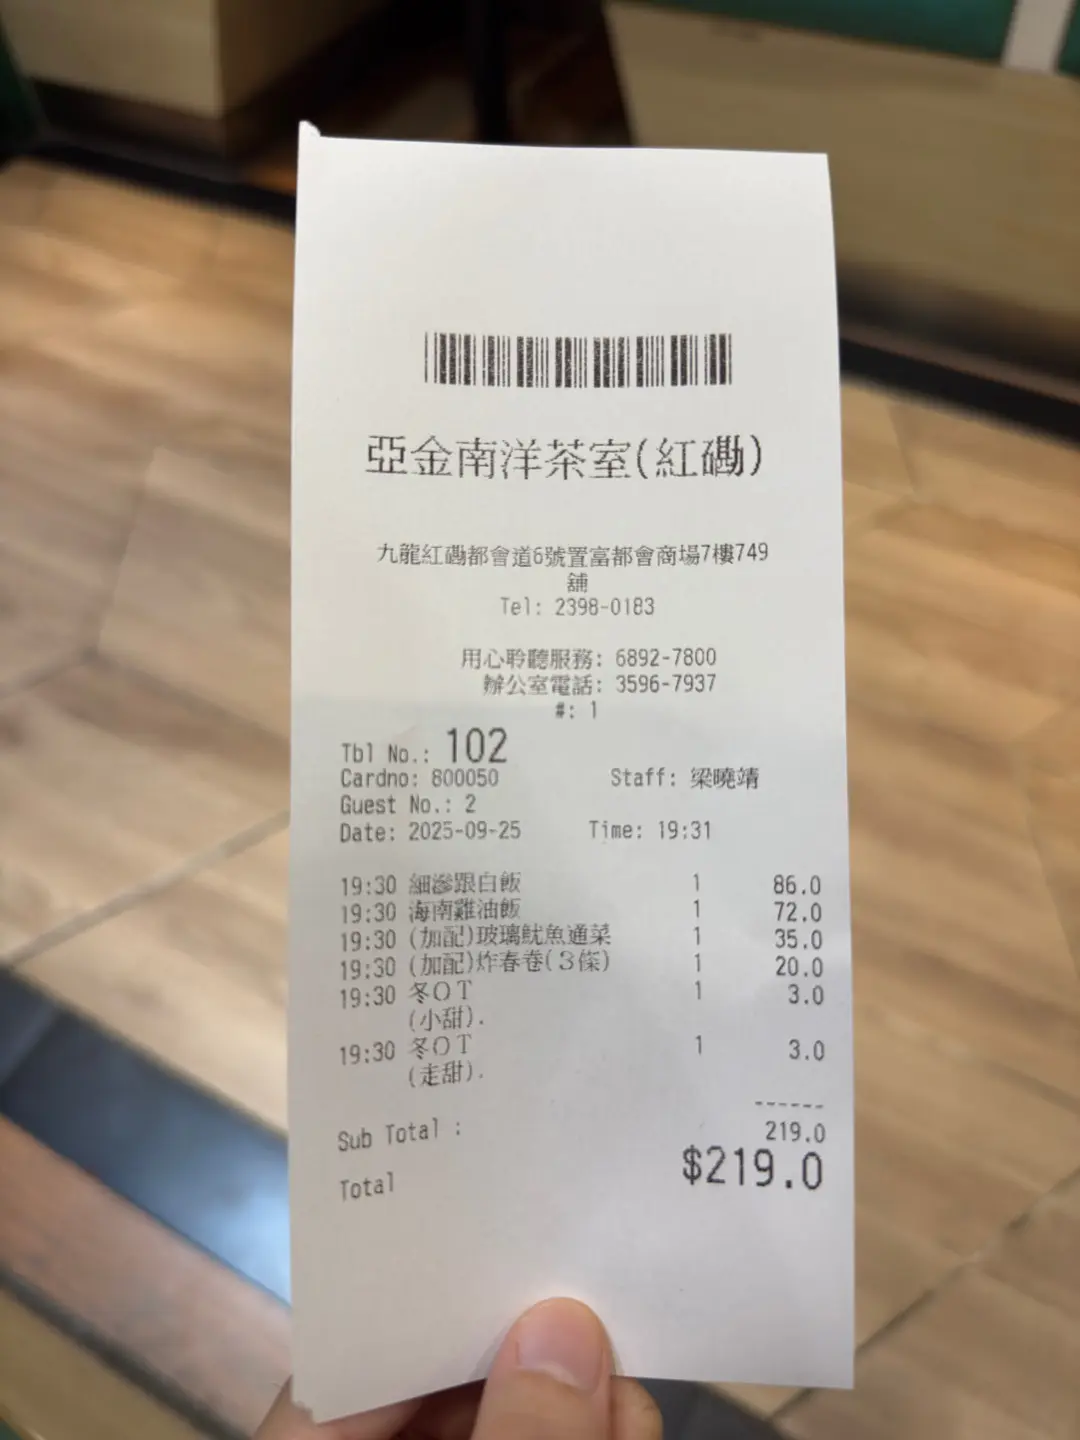 亞金南洋茶室(紅磡)
九龍紅磡都會道6號置富都會商場7樓749
舖
Tel: 2398-0183
用心聆聽服務: 6892-7800
辦公室電話: 3596-7937
#: 1
Tbl No.: 102
Cardno: 800050 Staff: 梁曉靖
Guest No.: 2
Date: 2025-09-25 Time: 19:31
19:30 細滲跟白飯 1 86.0
19:30 海南雞油飯 1 72.0
19:30 (加配)玻璃魷魚通菜 1 35.0
19:30 (加配)炸春卷(3條) 1 20.0
19:30 冬OT 1 3.0
(小甜).
19:30 冬OT 1 3.0
(走甜).
------
Sub Total : 219.0
Total $219.0